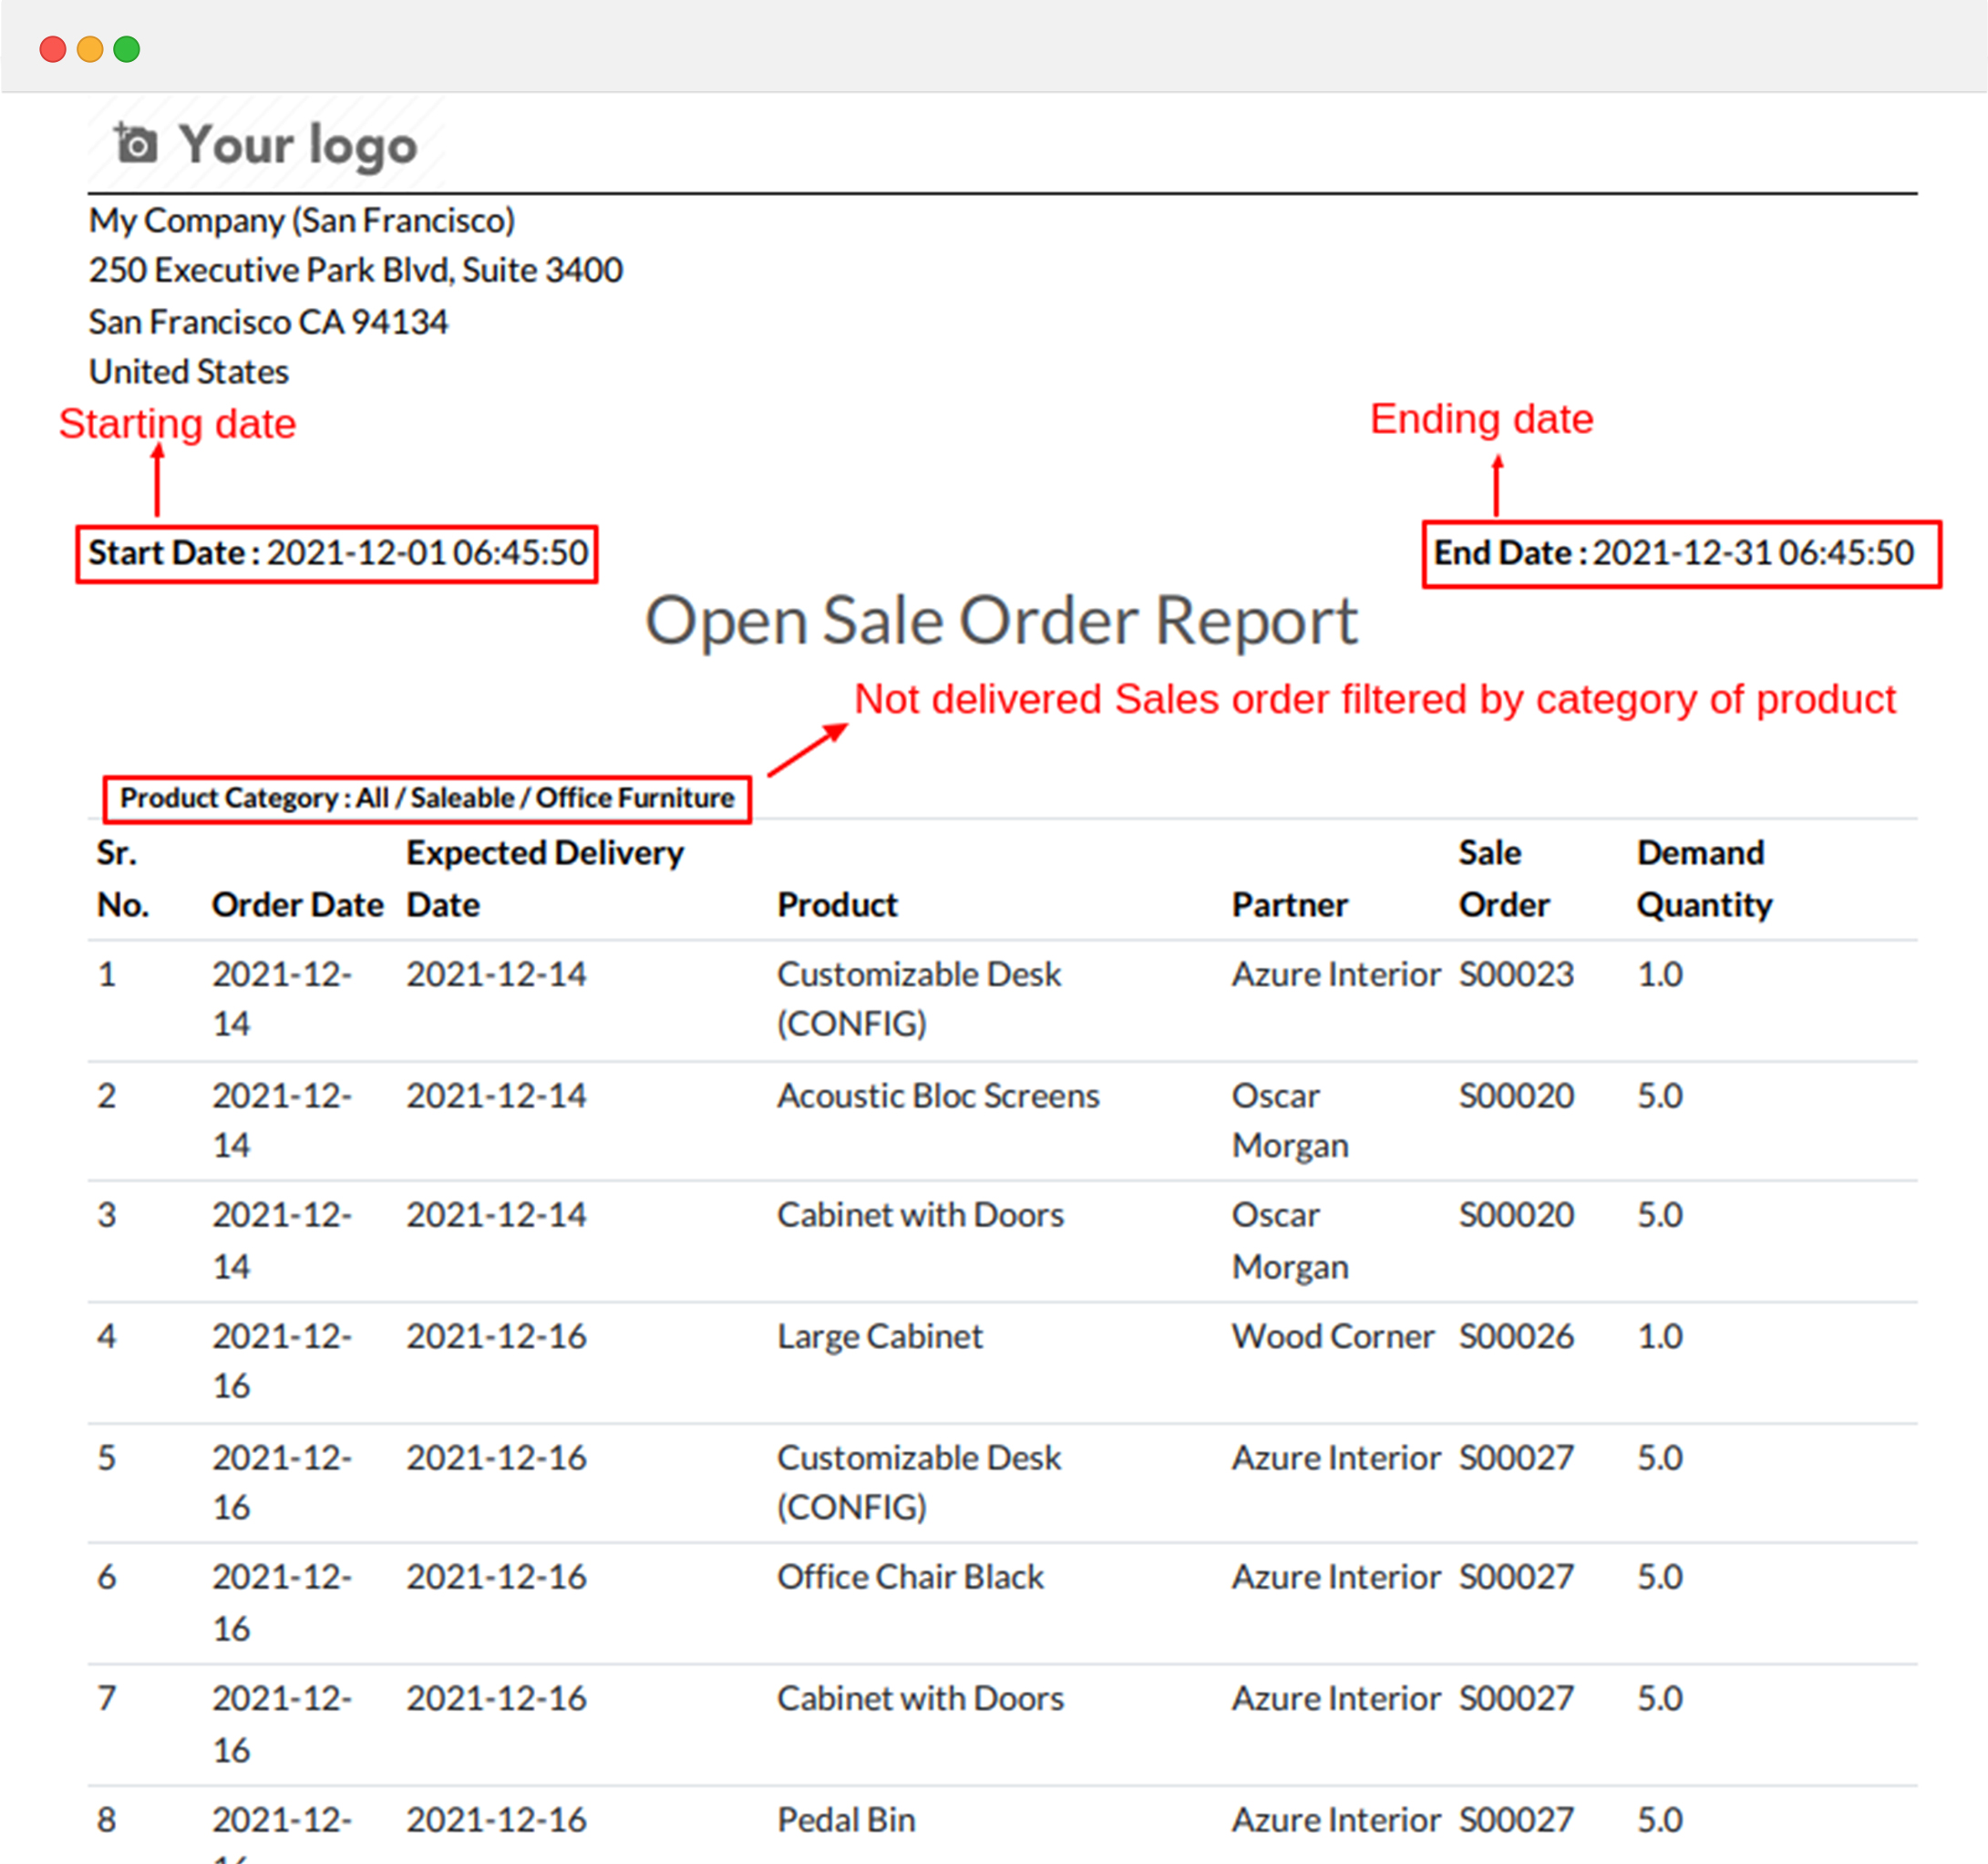 Your logo
My Company (San Francisco)
250 Executive Park Blvd, Suite 3400
San Francisco CA 94134
United States
Starting date
Ending date
Start Date : 2021-12-01 06:45:50
End Date : 2021-12-31 06:45:50
Open Sale Order Report
Not delivered Sales order filtered by category of product
Product Category : All / Saleable / Office Furniture
Sr. Expected Delivery Sale Demand
No. Order Date Date Product Partner Order Quantity
1 2021-12- 2021-12-14 Customizable Desk Azure Interior S00023 1.0
14 (CONFIG)
2 2021-12- 2021-12-14 Acoustic Bloc Screens Oscar S00020 5.0
14 Morgan
3 2021-12- 2021-12-14 Cabinet with Doors Oscar S00020 5.0
14 Morgan
4 2021-12- 2021-12-16 Large Cabinet Wood Corner S00026 1.0
16
5 2021-12- 2021-12-16 Customizable Desk Azure Interior S00027 5.0
16 (CONFIG)
6 2021-12- 2021-12-16 Office Chair Black Azure Interior S00027 5.0
16
7 2021-12- 2021-12-16 Cabinet with Doors Azure Interior S00027 5.0
16
8 2021-12- 2021-12-16 Pedal Bin Azure Interior S00027 5.0